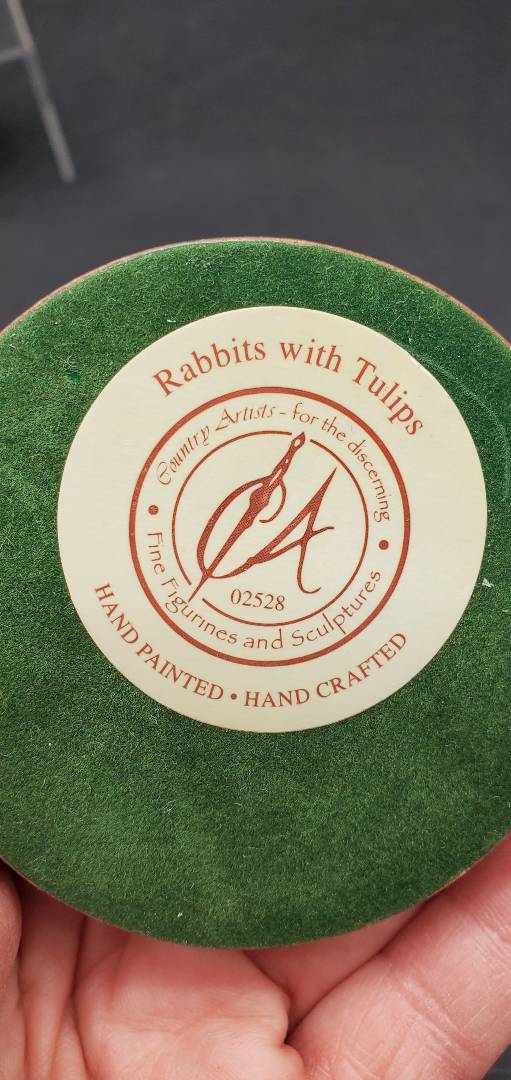 Rabbits with Tulips
Country Artists - for the discerning
CA
02528
Fine Figurines and Sculptures
HAND PAINTED • HAND CRAFTED